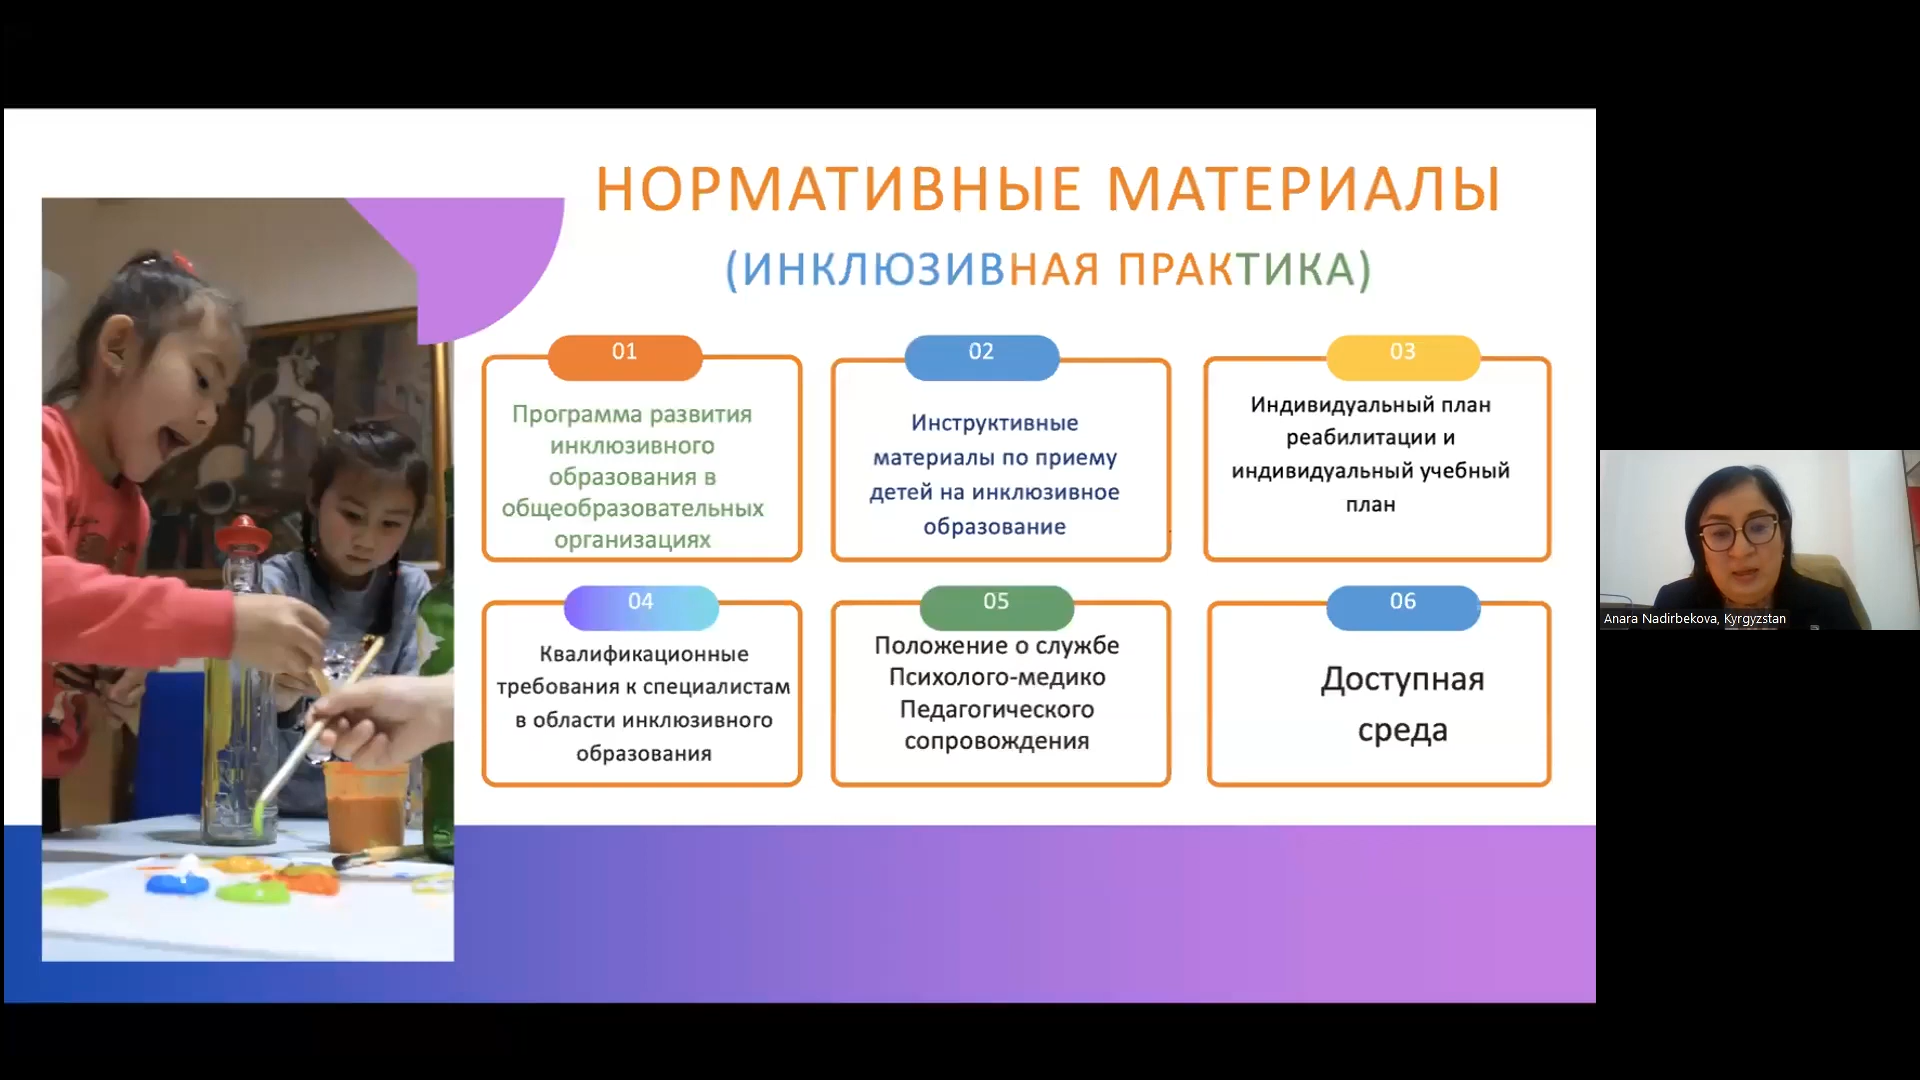 НОРМАТИВНЫЕ МАТЕРИАЛЫ
(ИНКЛЮЗИВНАЯ ПРАКТИКА)
01
Программа развития
инклюзивного
образования в
общеобразовательных
организациях
02
Инструктивные
материалы по приему
детей на инклюзивное
образование
03
Индивидуальный план
реабилитации и
индивидуальный учебный
план
04
Квалификационные
требования к специалистам
в области инклюзивного
образования
05
Положение о службе
Психолого-медико
Педагогического
сопровождения
06
Доступная
среда
Anara Nadirbekova, Kyrgyzstan